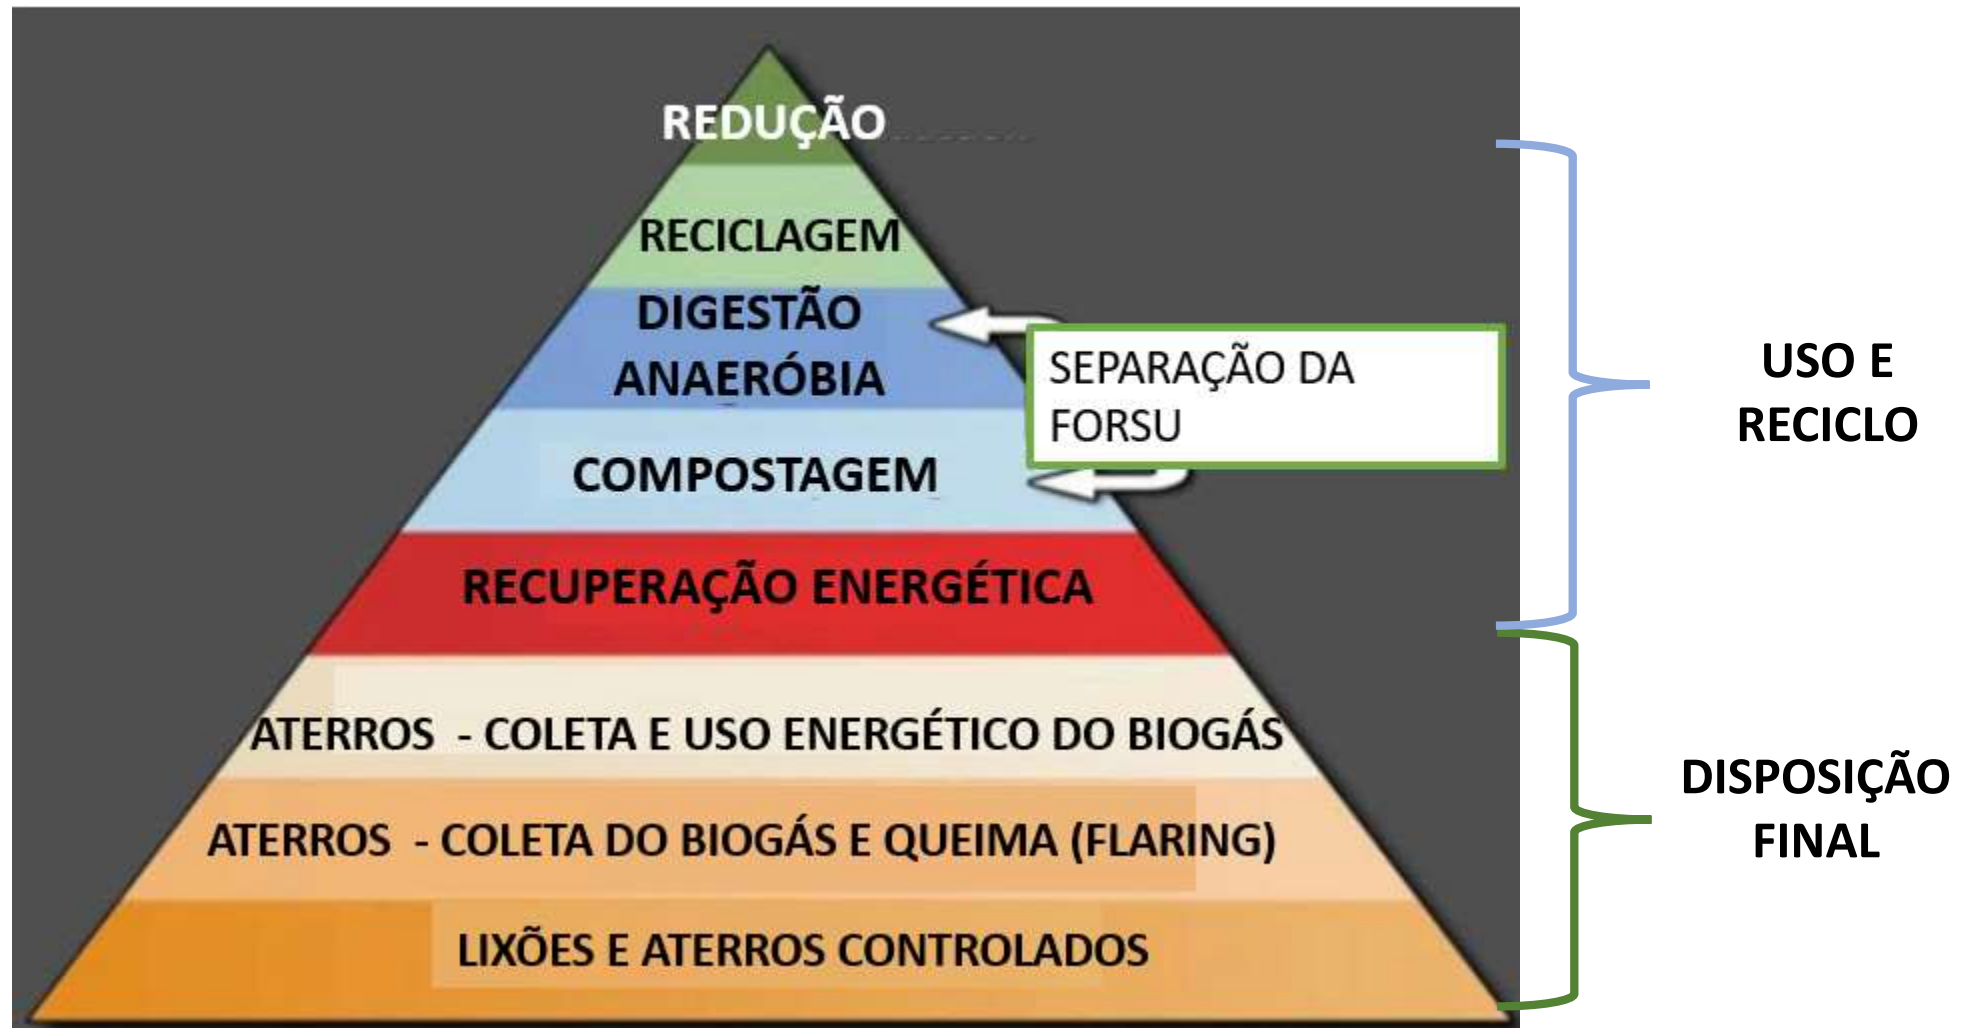 REDUÇÃO
RECICLAGEM
DIGESTÃO
ANAERÓBIA
SEPARAÇÃO DA
FORSU
COMPOSTAGEM
RECUPERAÇÃO ENERGÉTICA
ATERROS - COLETA E USO ENERGÉTICO DO BIOGÁS
ATERROS - COLETA DO BIOGÁS E QUEIMA (FLARING)
LIXÕES E ATERROS CONTROLADOS
USO E
RECICLO
DISPOSIÇÃO
FINAL